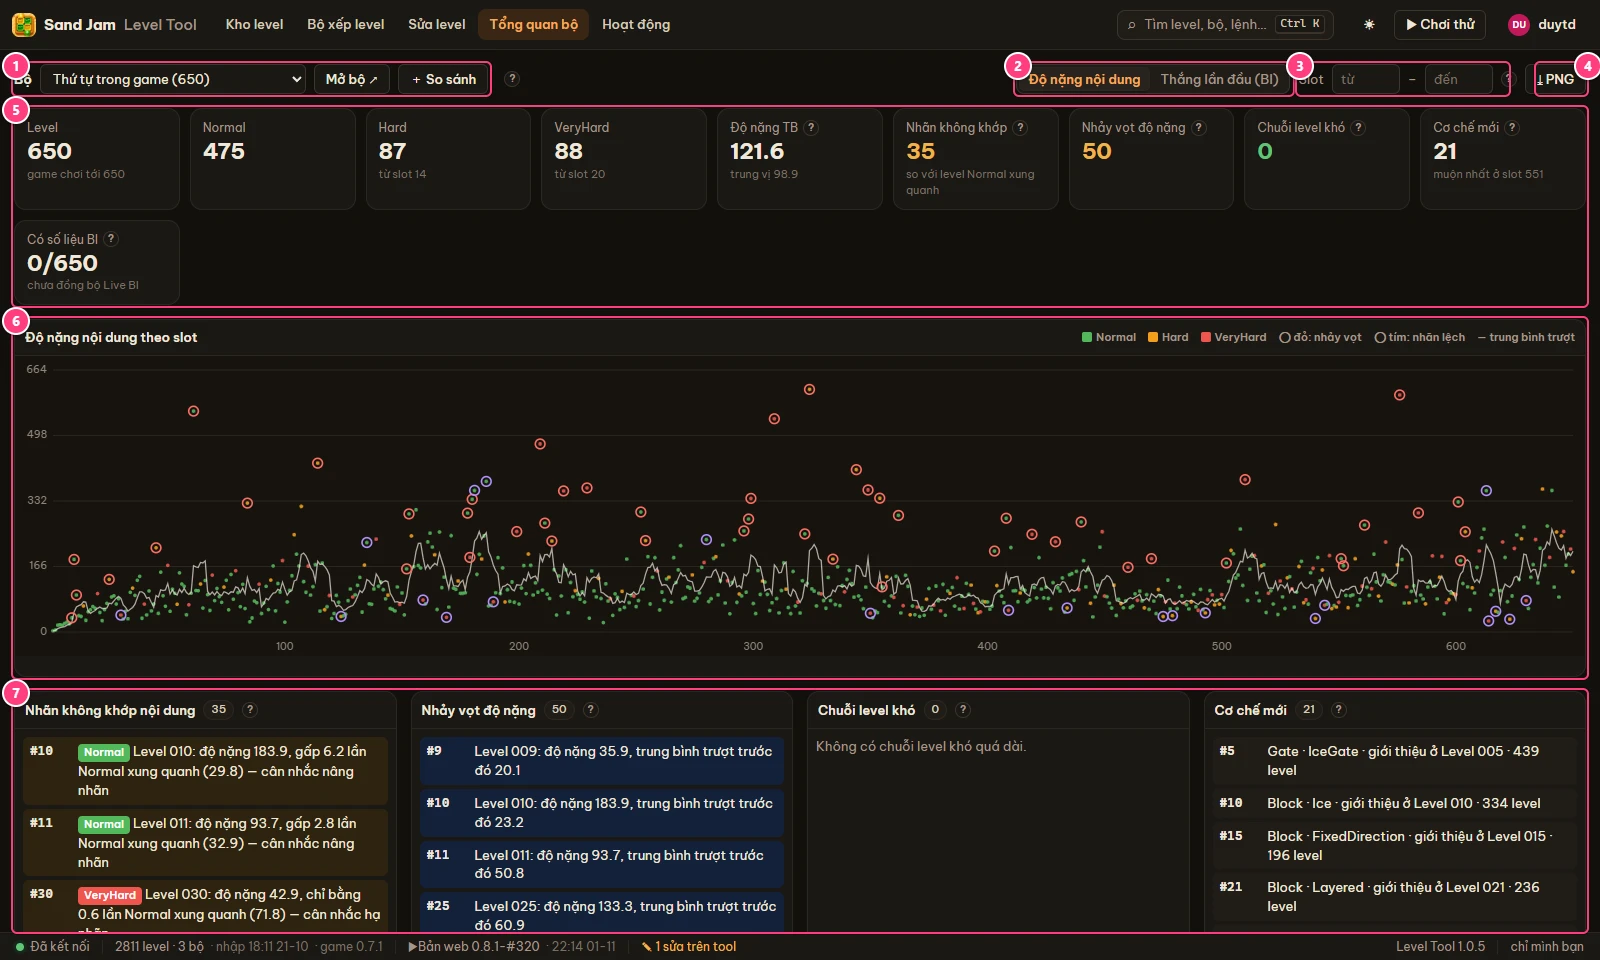 Sand Jam Level Tool Kho level Bộ xếp level Sửa level Tổng quan bộ Hoạt động Tìm level, bộ, lệnh... Ctrl K Chơi thử DU duytd
1 Bộ Thứ tự trong game (650) Mở bộ ↗ + So sánh ? 2 Độ nặng nội dung Thắng lần đầu (BI) 3 Slot từ – đến ? 4 PNG
5
Level
650
game chơi tới 650
Normal
475
Hard
87
từ slot 14
VeryHard
88
từ slot 20
Độ nặng TB ?
121.6
trung vị 98.9
Nhãn không khớp ?
35
so với level Normal xung
quanh
Nhảy vọt độ nặng ?
50
Chuỗi level khó ?
0
Cơ chế mới ?
21
muộn nhất ở slot 551
Có số liệu BI ?
0/650
chưa đồng bộ Live BI
6
Độ nặng nội dung theo slot
Normal Hard VeryHard đỏ: nhảy vọt tím: nhãn lệch — trung bình trượt
664
498
332
166
0
100 200 300 400 500 600
7
Nhãn không khớp nội dung 35 ?
#10 Normal Level 010: độ nặng 183.9, gấp 6.2 lần
Normal xung quanh (29.8) — cân nhắc nâng
nhãn
#11 Normal Level 011: độ nặng 93.7, gấp 2.8 lần
Normal xung quanh (32.9) — cân nhắc nâng
nhãn
#30 VeryHard Level 030: độ nặng 42.9, chỉ bằng
0.6 lần Normal xung quanh (71.8) — cân nhắc hạ
nhãn
Nhảy vọt độ nặng 50 ?
#9 Level 009: độ nặng 35.9, trung bình trượt trước
đó 20.1
#10 Level 010: độ nặng 183.9, trung bình trượt trước
đó 23.2
#11 Level 011: độ nặng 93.7, trung bình trượt trước
đó 50.8
#25 Level 025: độ nặng 133.3, trung bình trượt trước
đó 60.9
Chuỗi level khó 0 ?
Không có chuỗi level khó quá dài.
Cơ chế mới 21 ?
#5 Gate · IceGate · giới thiệu ở Level 005 · 439
level
#10 Block · Ice · giới thiệu ở Level 010 · 334 level
#15 Block · FixedDirection · giới thiệu ở Level 015 ·
196 level
#21 Block · Layered · giới thiệu ở Level 021 · 236
level
Đã kết nối 2811 level · 3 bộ · nhập 18:11 21-10 · game 0.7.1 ▶Bản web 0.8.1-#320 · 22:14 01-11 1 sửa trên tool Level Tool 1.0.5 chỉ mình bạn